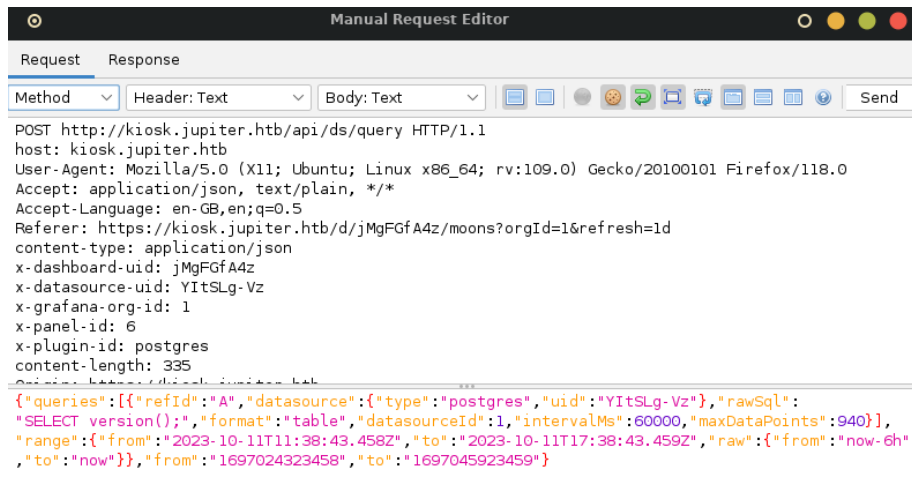 Manual Request Editor
Request Response
Method Header: Text Body: Text Send
POST http://kiosk.jupiter.htb/api/ds/query HTTP/1.1
host: kiosk.jupiter.htb
User-Agent: Mozilla/5.0 (X11; Ubuntu; Linux x86_64; rv:109.0) Gecko/20100101 Firefox/118.0
Accept: application/json, text/plain, */*
Accept-Language: en-GB,en;q=0.5
Referer: https://kiosk.jupiter.htb/d/jMgFGfA4z/moons?orgId=1&refresh=1d
content-type: application/json
x-dashboard-uid: jMgFGfA4z
x-datasource-uid: YItSLg-Vz
x-grafana-org-id: 1
x-panel-id: 6
x-plugin-id: postgres
content-length: 335
{"queries":[{"refId":"A","datasource":{"type":"postgres","uid":"YItSLg-Vz"},"rawSql":
"SELECT version();","format":"table","datasourceId":1,"intervalMs":60000,"maxDataPoints":940}],
"range":{"from":"2023-10-11T11:38:43.458Z","to":"2023-10-11T17:38:43.459Z","raw":{"from":"now-6h"
,"to":"now"}},"from":"1697024323458","to":"1697045923459"}